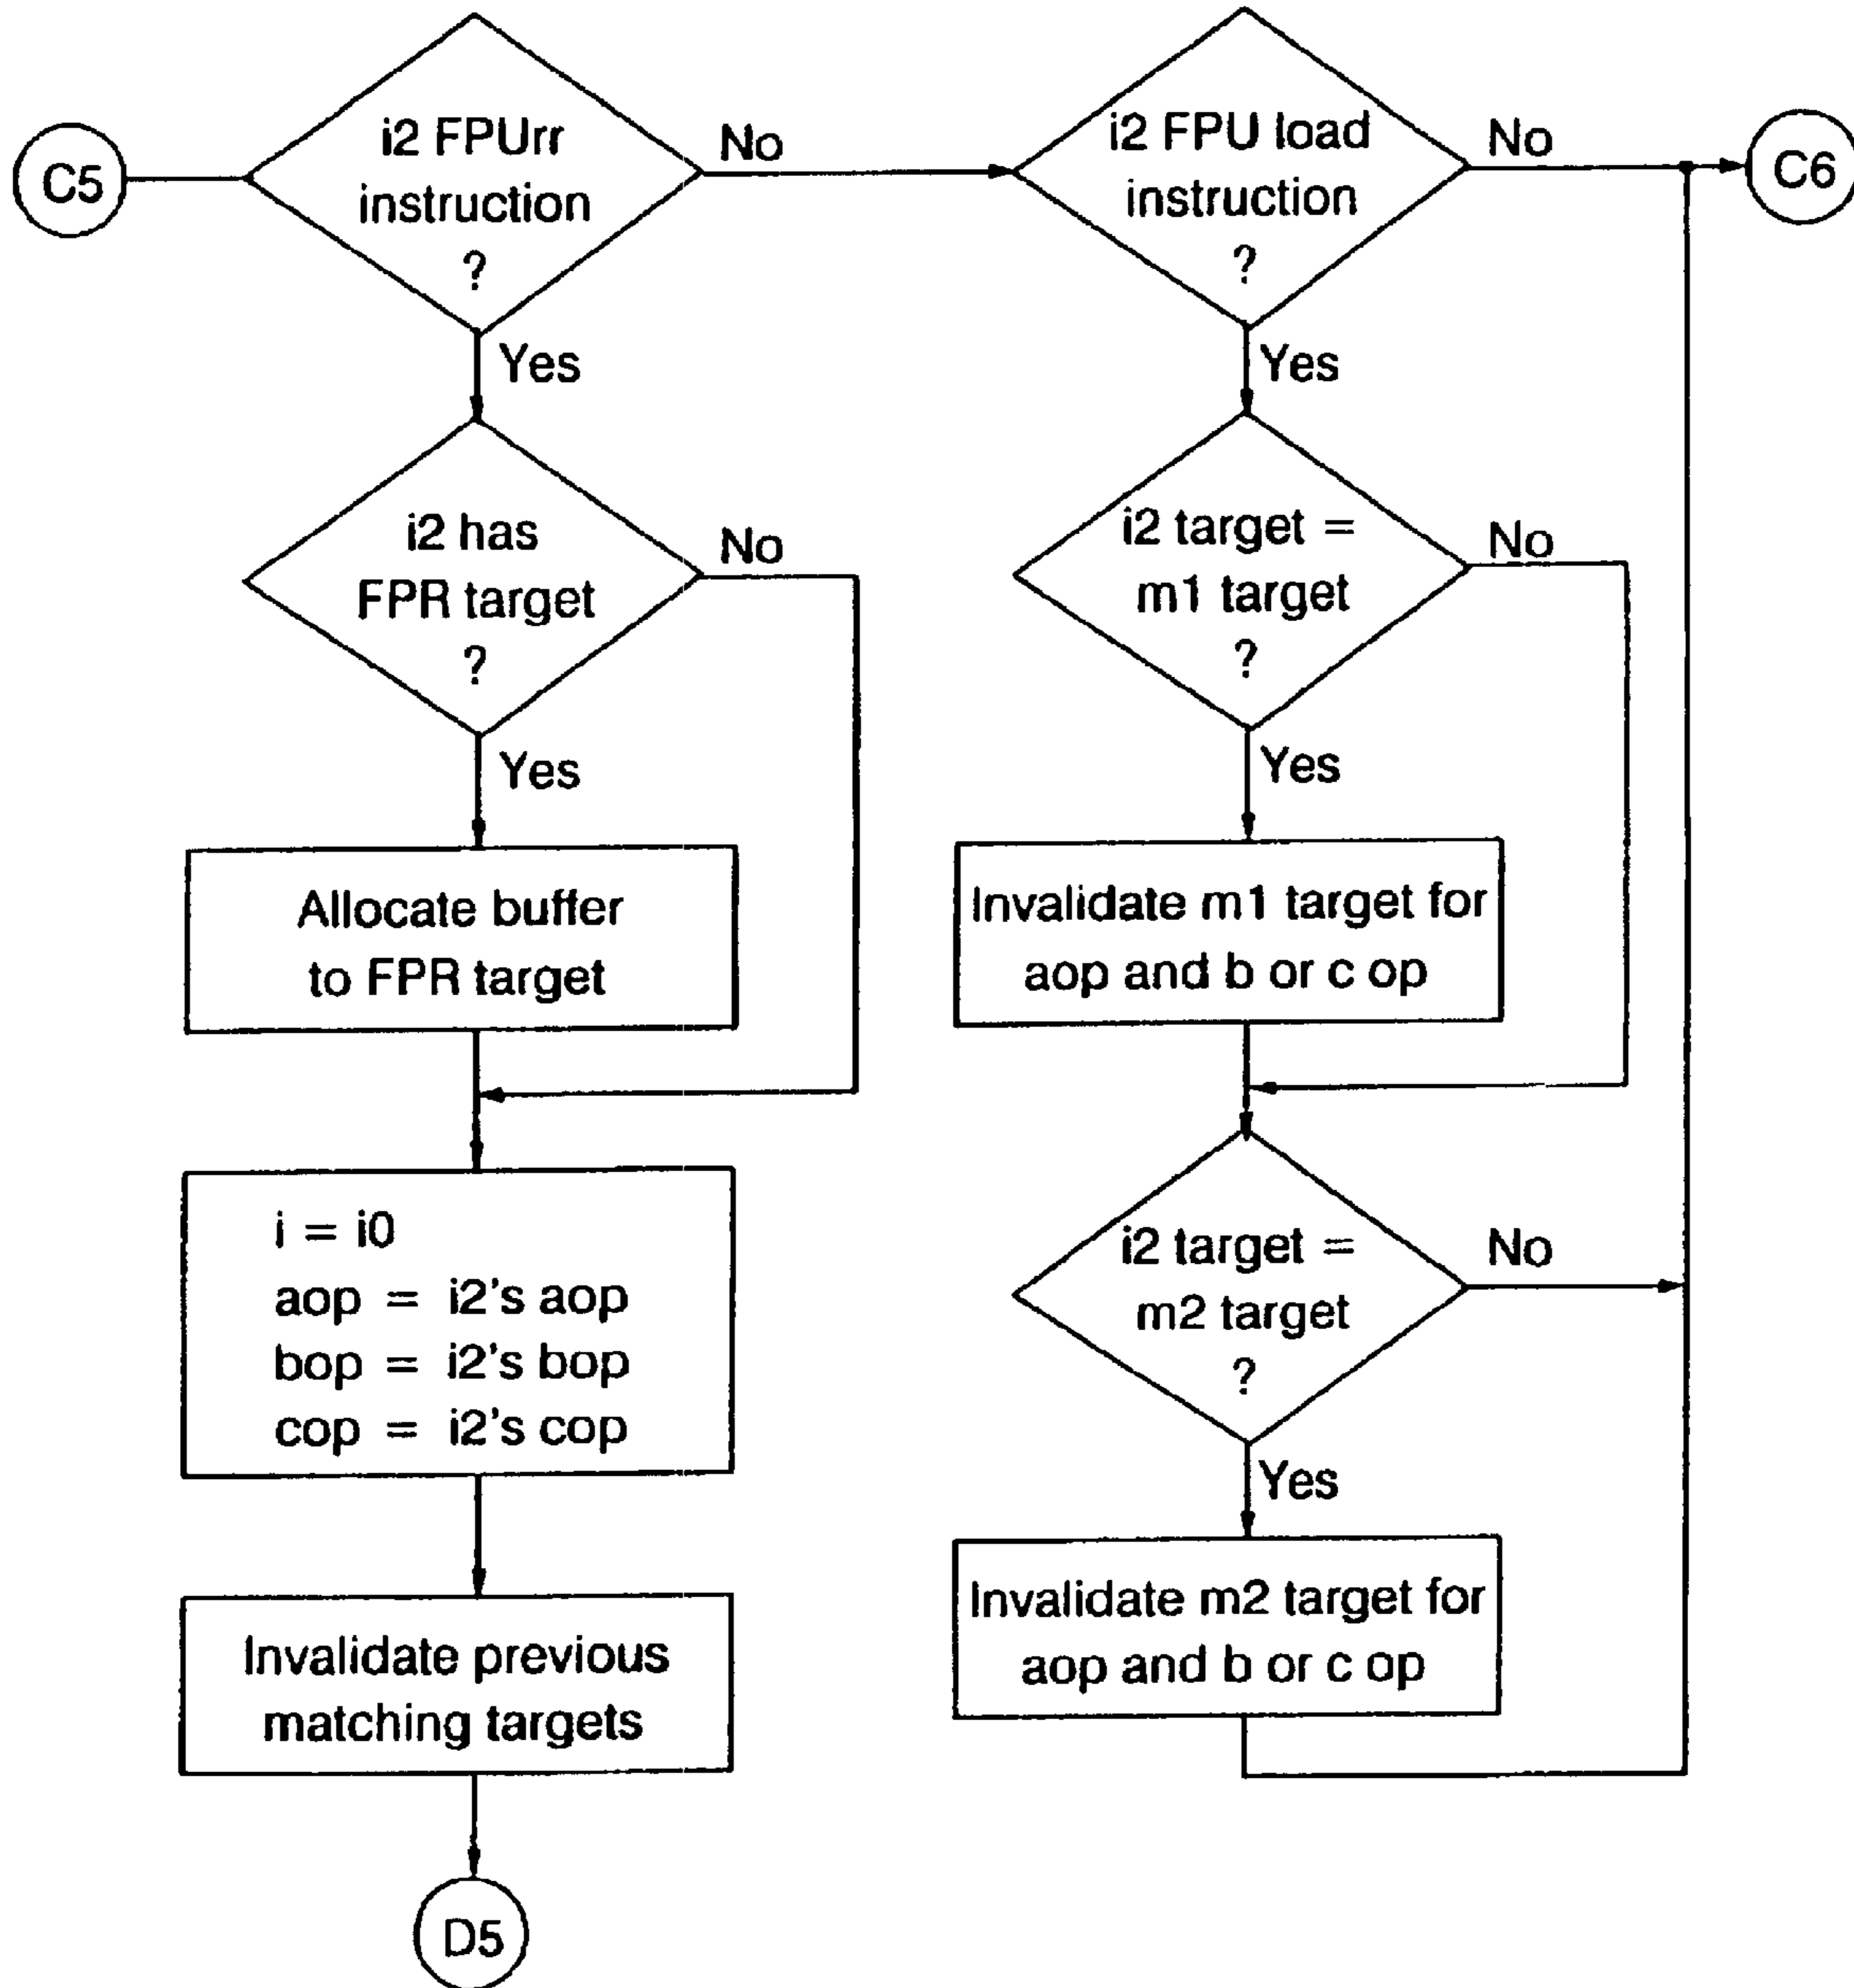 C5
i2 FPUrr
instruction
?
No
Yes
i2 FPU load
instruction
?
No
Yes
C6
i2 has
FPR target
?
No
Yes
i2 target =
m1 target
?
No
Yes
Allocate buffer
to FPR target
Invalidate m1 target for
aop and b or c op
i = i0
aop = i2's aop
bop = i2's bop
cop = i2's cop
i2 target =
m2 target
?
No
Yes
Invalidate previous
matching targets
Invalidate m2 target for
aop and b or c op
D5